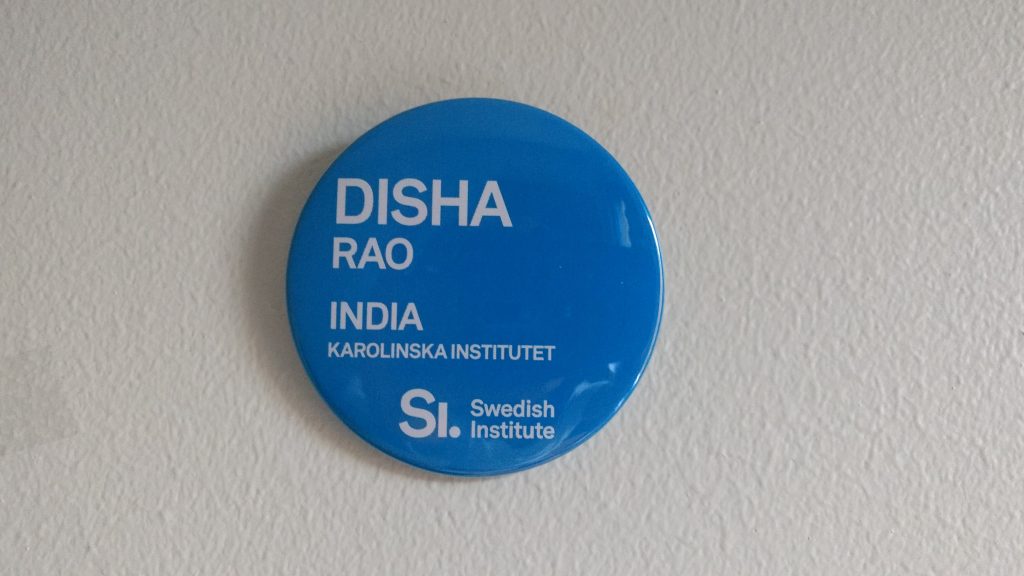 DISHA
RAO
INDIA
KAROLINSKA INSTITUTET
SI. Swedish
Institute